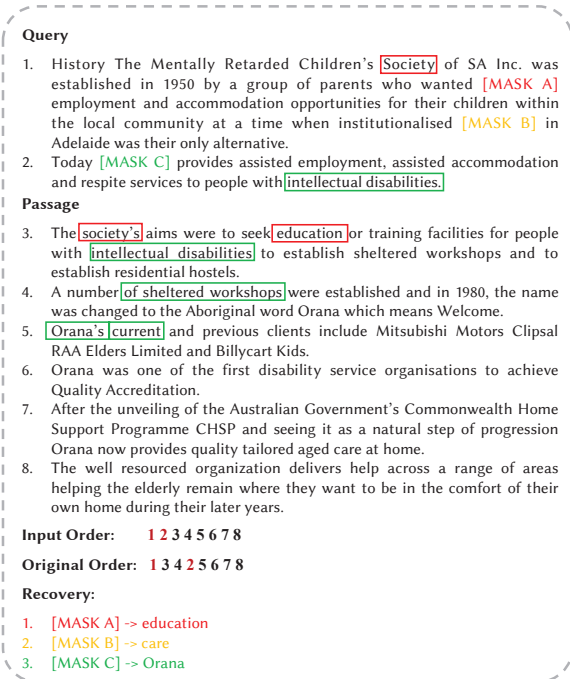 Query
1. History The Mentally Retarded Children's Society of SA Inc. was
established in 1950 by a group of parents who wanted [MASK A]
employment and accommodation opportunities for their children within
the local community at a time when institutionalised [MASK B] in
Adelaide was their only alternative.
2. Today [MASK C] provides assisted employment, assisted accommodation
and respite services to people with intellectual disabilities.
Passage
3. The society's aims were to seek education or training facilities for people
with intellectual disabilities to establish sheltered workshops and to
establish residential hostels.
4. A number of sheltered workshops were established and in 1980, the name
was changed to the Aboriginal word Orana which means Welcome.
5. Orana's current and previous clients include Mitsubishi Motors Clipsal
RAA Elders Limited and Billycart Kids.
6. Orana was one of the first disability service organisations to achieve
Quality Accreditation.
7. After the unveiling of the Australian Government's Commonwealth Home
Support Programme CHSP and seeing it as a natural step of progression
Orana now provides quality tailored aged care at home.
8. The well resourced organization delivers help across a range of areas
helping the elderly remain where they want to be in the comfort of their
own home during their later years.
Input Order: 1 2 3 4 5 6 7 8
Original Order: 1 3 4 2 5 6 7 8
Recovery:
1. [MASK A] -> education
2. [MASK B] -> care
3. [MASK C] -> Orana